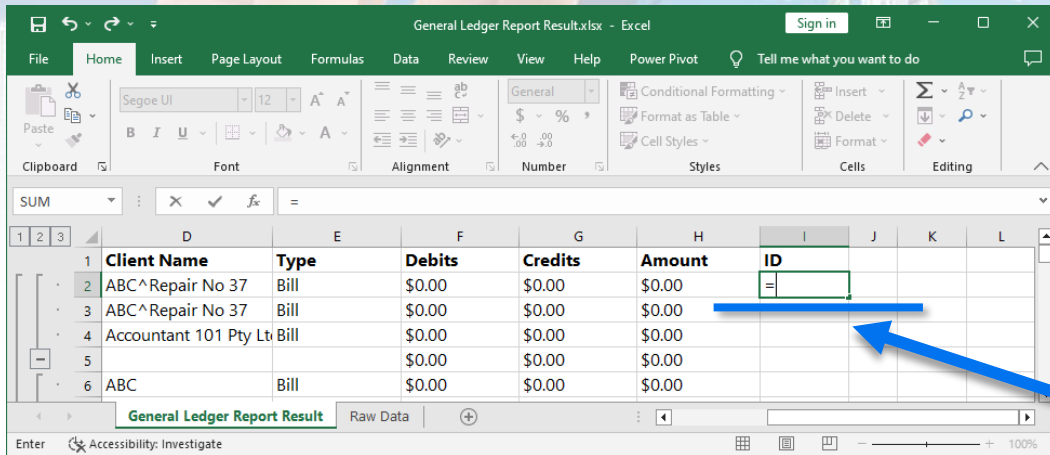 General Ledger Report Result.xlsx - Excel Sign in
File Home Insert Page Layout Formulas Data Review View Help Power Pivot Tell me what you want to do
Paste Segoe UI 12 A A ab c General Conditional Formatting Insert Σ A Z
B I U A $ % , Format as Table Delete
.00 .00 Cell Styles Format
Clipboard Font Alignment Number Styles Cells Editing
SUM fx =
1 2 3 D E F G H I J K L
1 Client Name Type Debits Credits Amount ID
2 ABC^Repair No 37 Bill $0.00 $0.00 $0.00 =
3 ABC^Repair No 37 Bill $0.00 $0.00 $0.00
4 Accountant 101 Pty Lt Bill $0.00 $0.00 $0.00
5 $0.00 $0.00 $0.00
6 ABC Bill $0.00 $0.00 $0.00
General Ledger Report Result Raw Data
Enter Accessibility: Investigate 100%